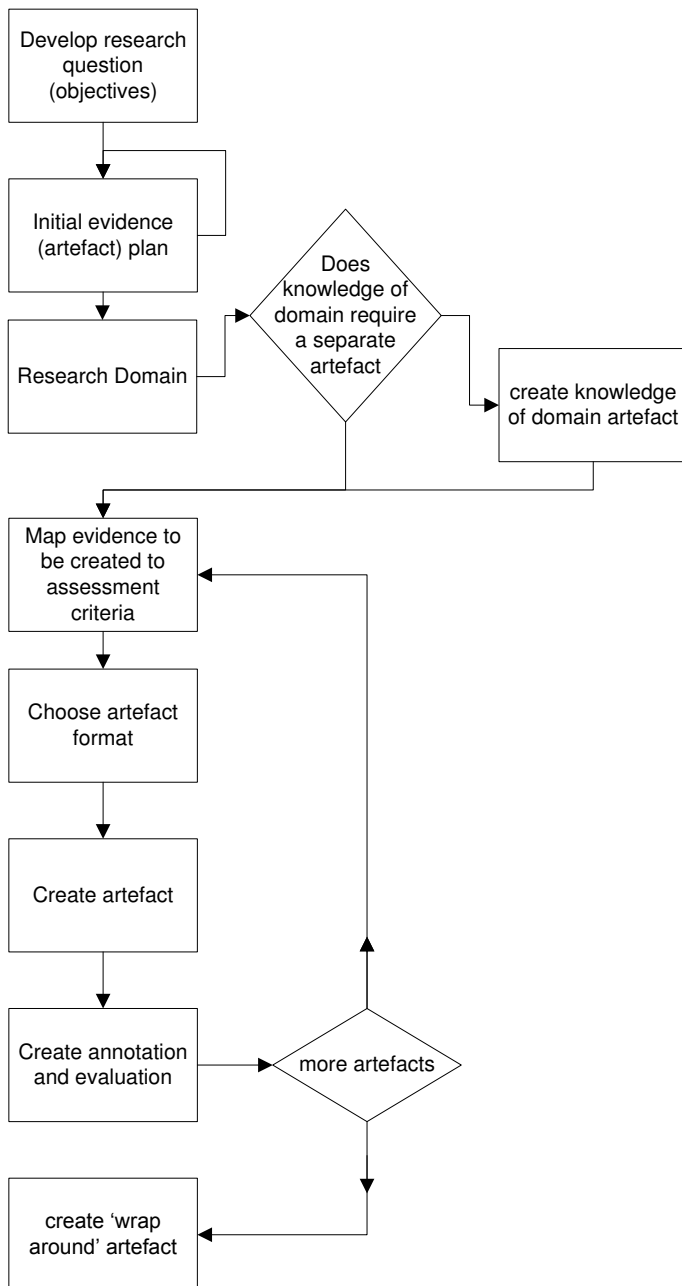 Develop research
question
(objectives)
Initial evidence
(artefact) plan
Research Domain
Does
knowledge of
domain require
a separate
artefact
create knowledge
of domain artefact
Map evidence to
be created to
assessment
criteria
Choose artefact
format
Create artefact
Create annotation
and evaluation
more artefacts
create ‘wrap
around’ artefact